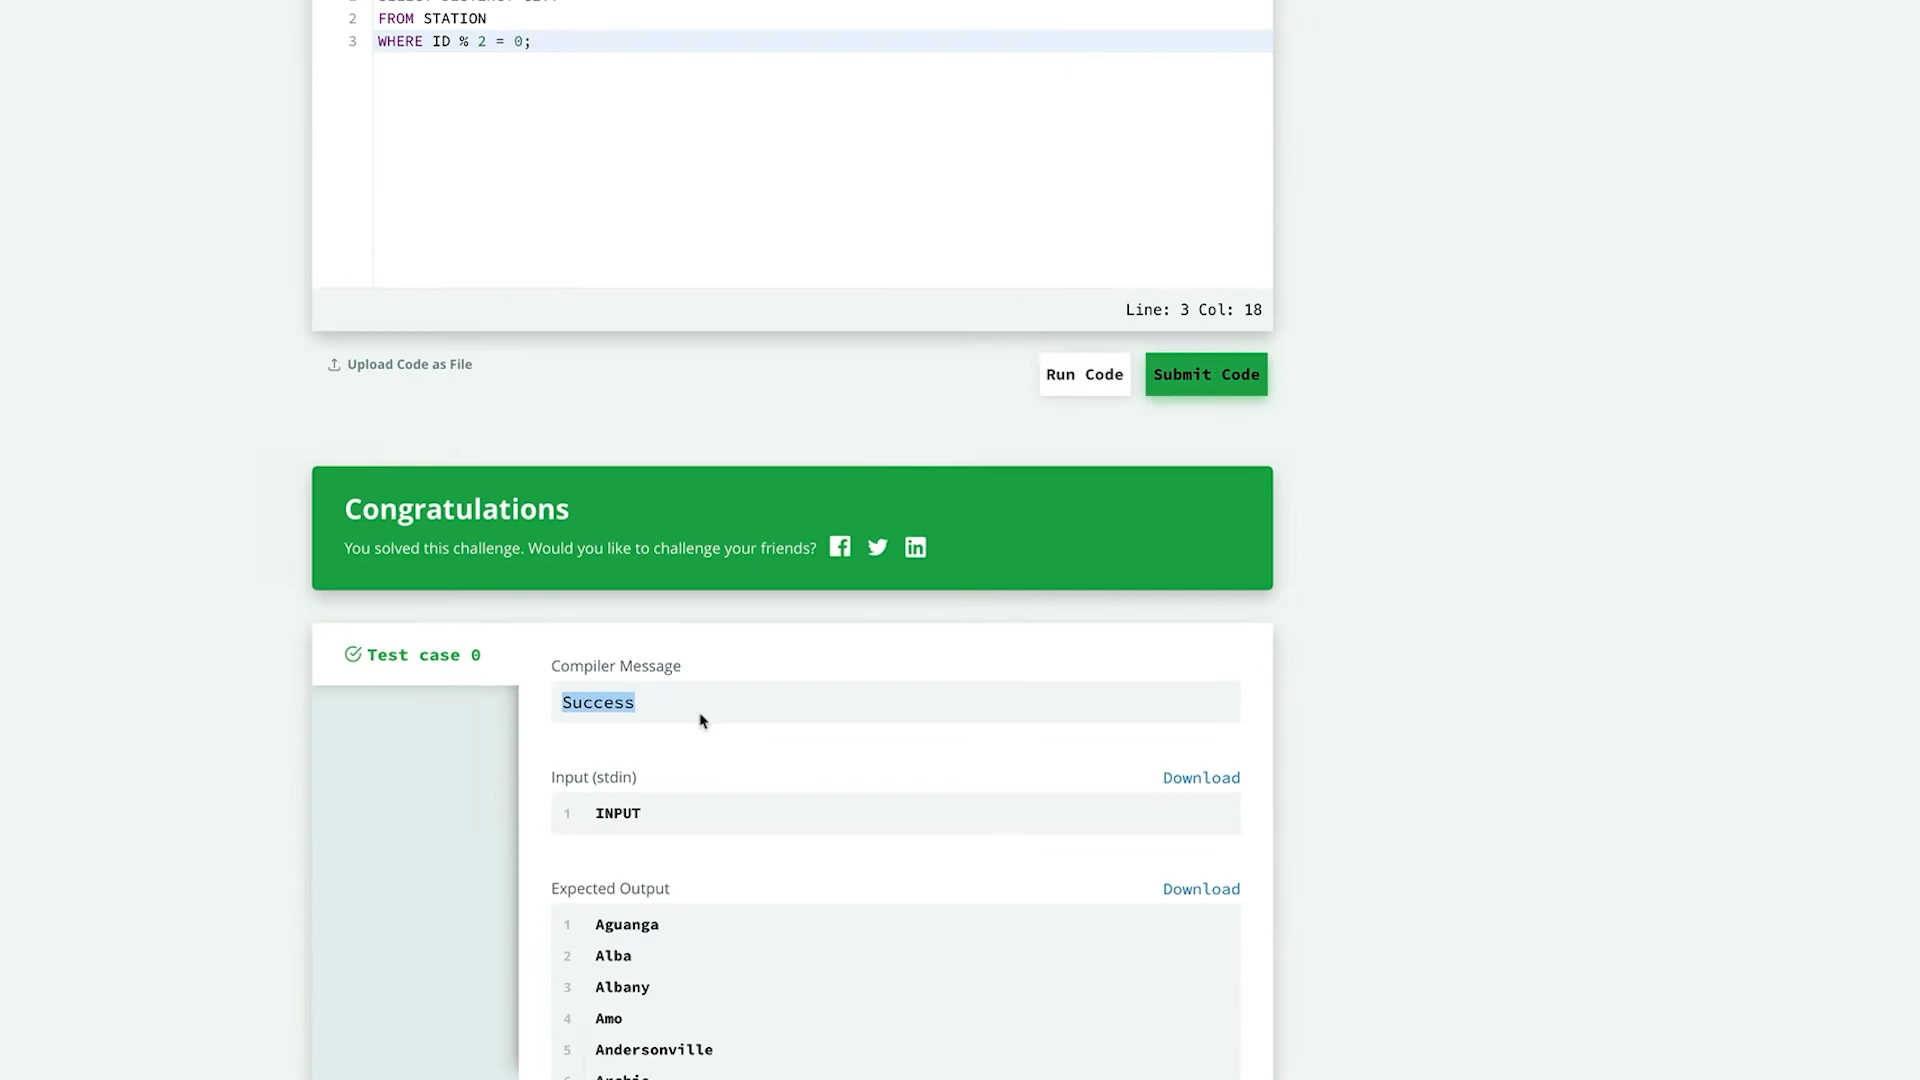 2 FROM STATION
3 WHERE ID % 2 = 0;
Line: 3 Col: 18
Upload Code as File
Run Code
Submit Code
Congratulations
You solved this challenge. Would you like to challenge your friends?
Test case 0
Compiler Message
Success
Input (stdin)
Download
1 INPUT
Expected Output
Download
1 Aguanga
2 Alba
3 Albany
4 Amo
5 Andersonville